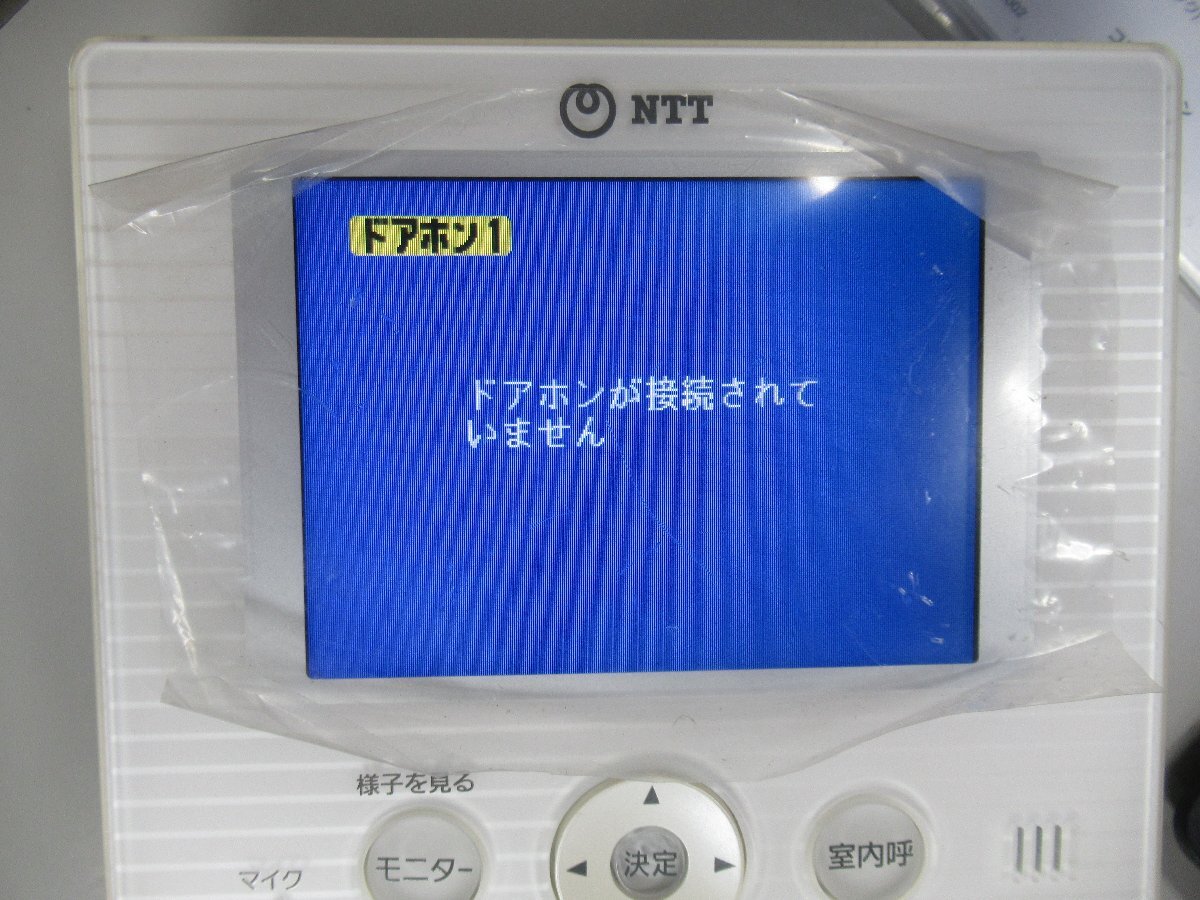 NTT
ドアホン1
ドアホンが接続されて
いません
様子を見る
モニター
決定
室内呼
マイク